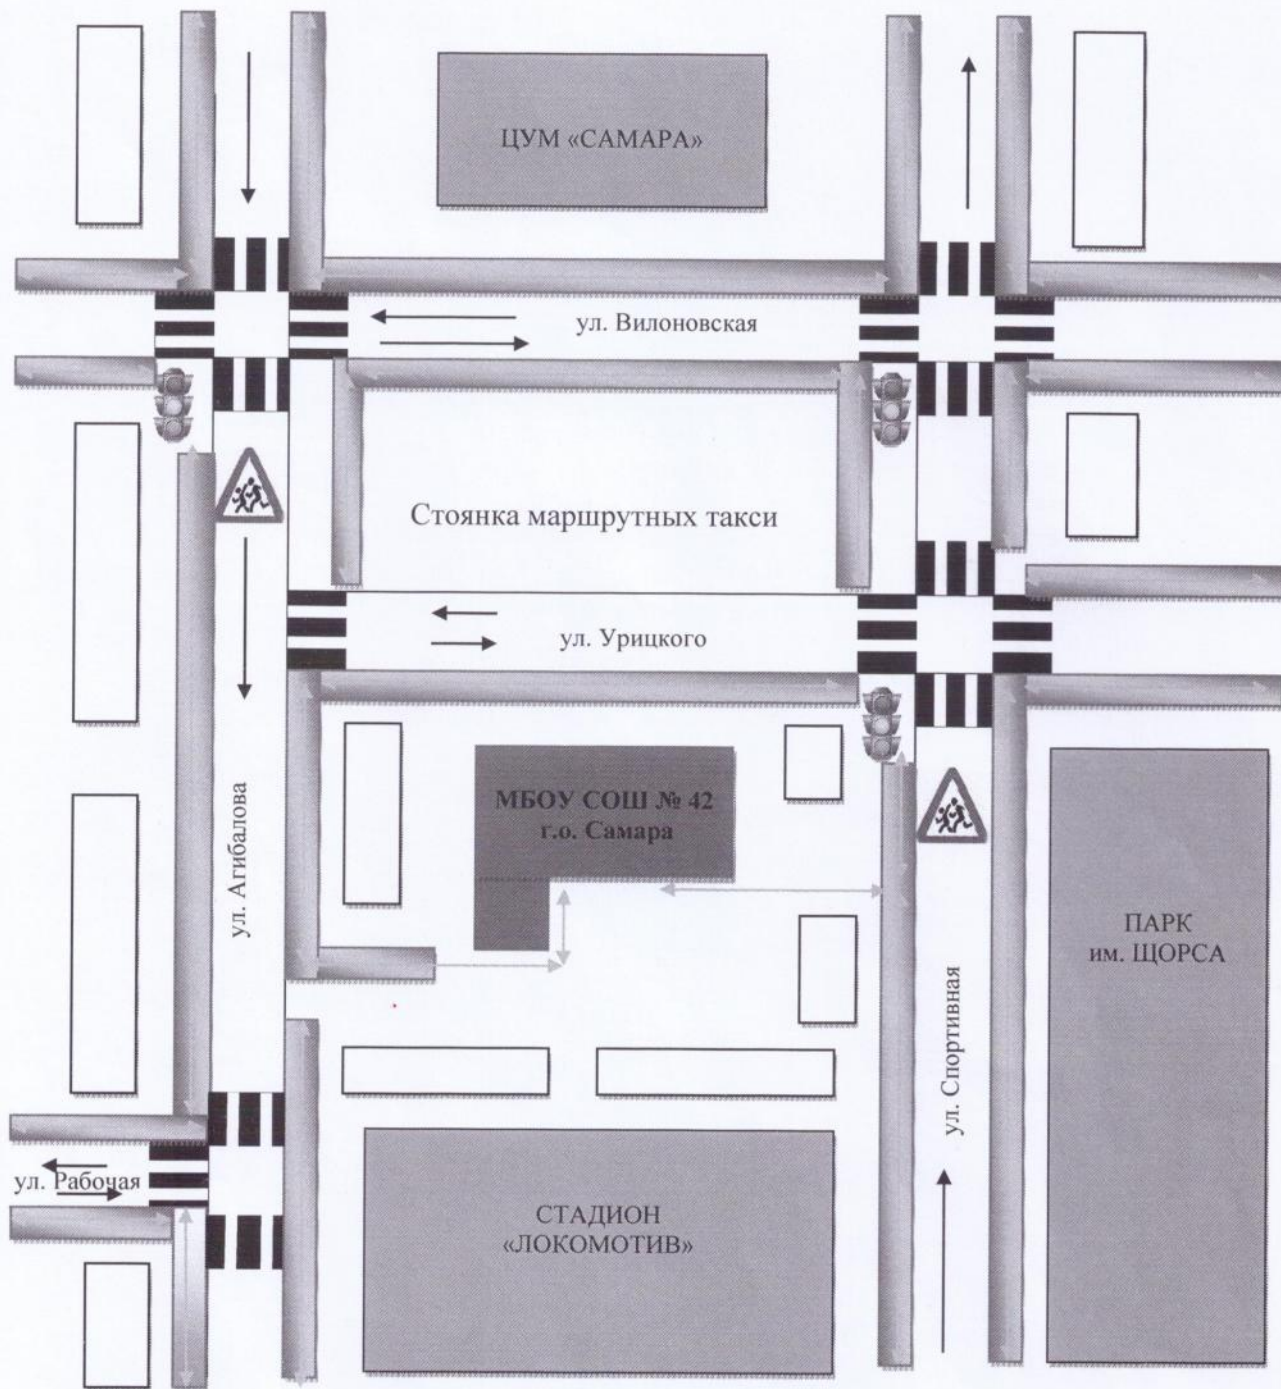 ЦУМ «САМАРА»
ул. Вилоновская
Стоянка маршрутных такси
ул. Урицкого
МБОУ СОШ № 42
г.о. Самара
ул. Агибалова
ПАРК
им. ЩОРСА
ул. Спортивная
ул. Рабочая
СТАДИОН
«ЛОКОМОТИВ»